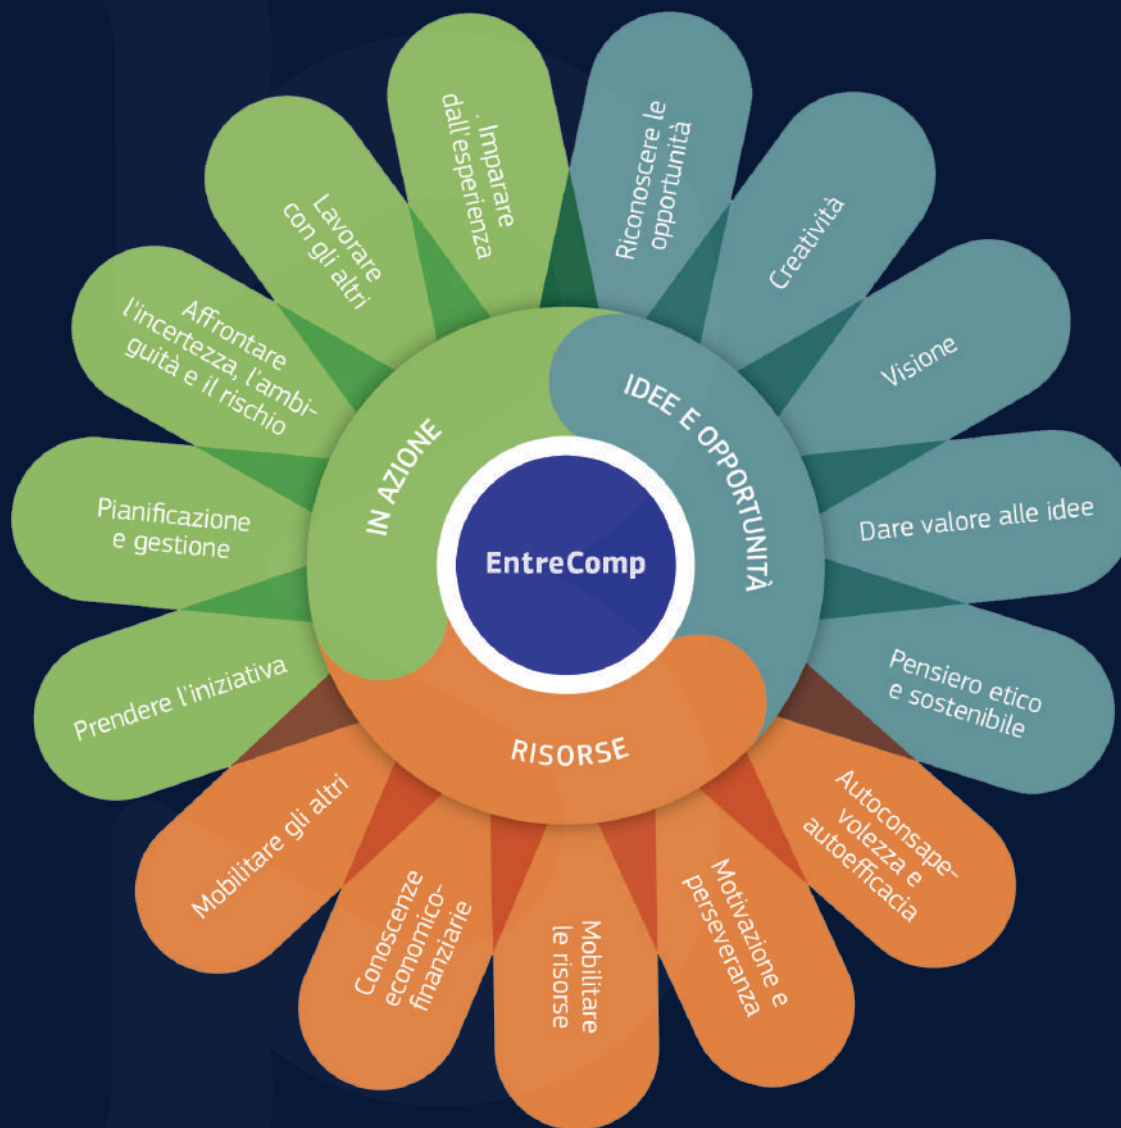 EntreComp
IDEE E OPPORTUNITÀ
Riconoscere le
opportunità
Creatività
Visione
Dare valore alle idee
Pensiero etico
e sostenibile
RISORSE
Autoconsape-
volezza e
autoefficacia
Motivazione e
perseveranza
Mobilitare
le risorse
Conoscenze
economico-
finanziarie
Mobilitare gli altri
IN AZIONE
Prendere l'iniziativa
Pianificazione
e gestione
Affrontare
l'incertezza, l'ambi-
guità e il rischio
Lavorare
con gli altri
. Imparare
dall'esperienza